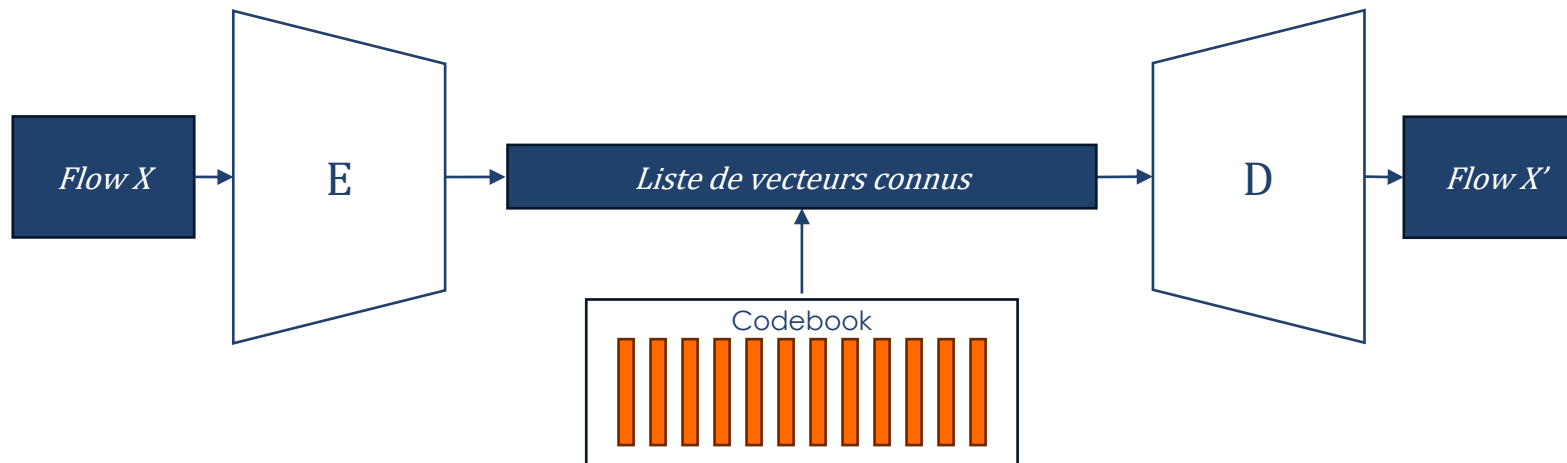 Flow X
E
Liste de vecteurs connus
D
Flow X’
Codebook